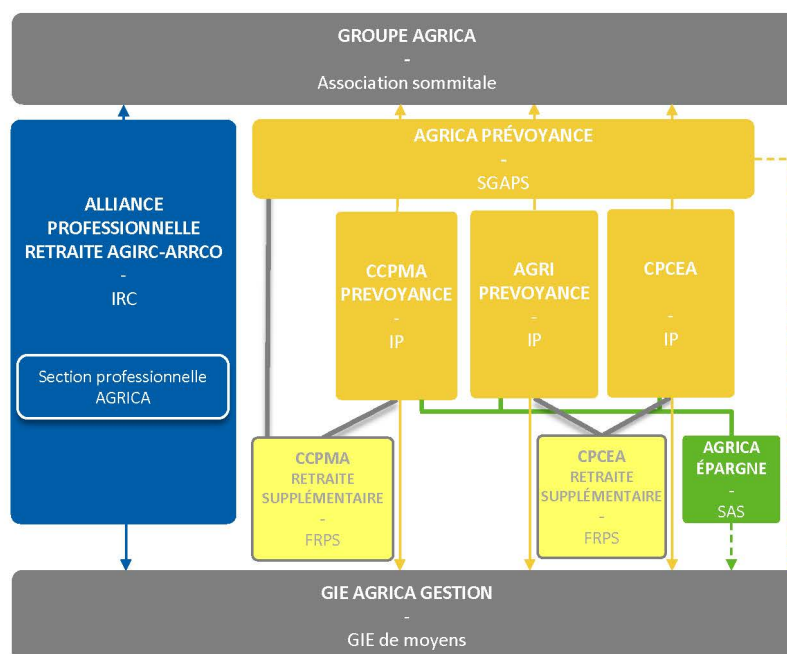 GROUPE AGRICA
-
Association sommitale
AGRICA PRÉVOYANCE
-
SGAPS
ALLIANCE
PROFESSIONNELLE
RETRAITE AGIRC-ARRCO
-
IRC
Section professionnelle
AGRICA
CCPMA
PREVOYANCE
-
IP
AGRI
PREVOYANCE
-
IP
CPCEA
-
IP
CCPMA
RETRAITE
SUPPLÉMENTAIRE
-
FRPS
CPCEA
RETRAITE
SUPPLÉMENTAIRE
-
FRPS
AGRICA
ÉPARGNE
-
SAS
GIE AGRICA GESTION
-
GIE de moyens